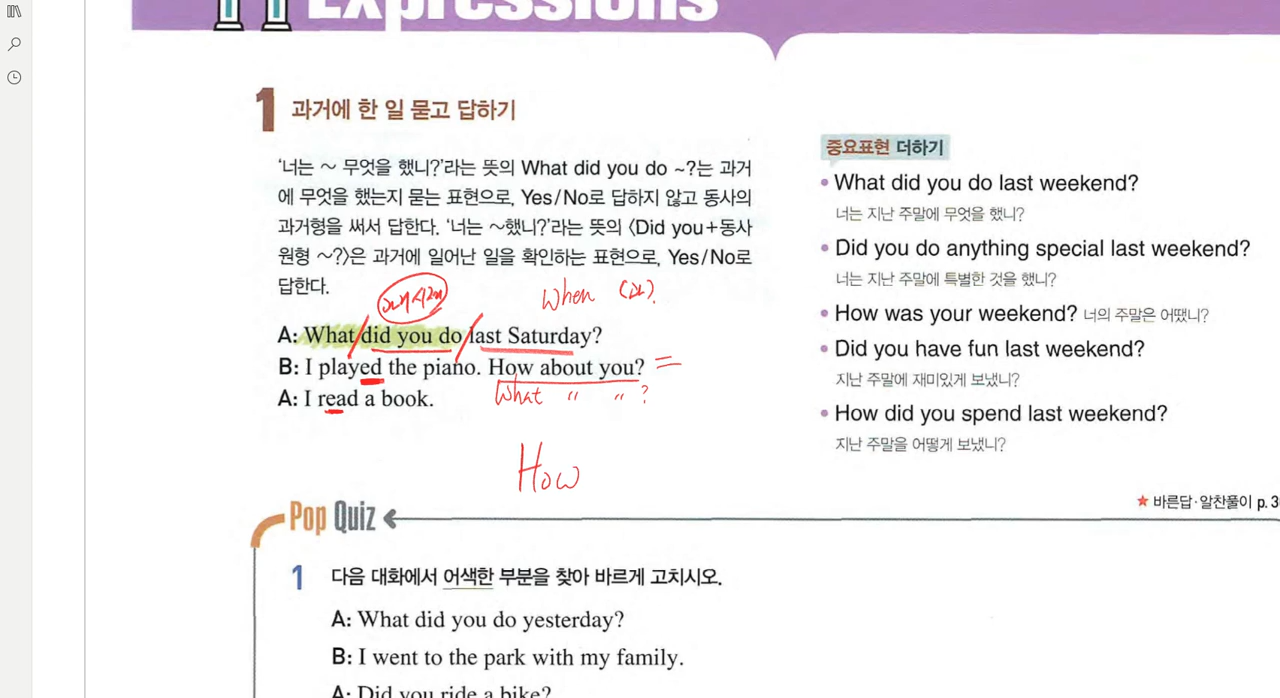 Expressions
1 과거에 한 일 묻고 답하기
'너는 ~ 무엇을 했니?'라는 뜻의 What did you do ~?는 과거
에 무엇을 했는지 묻는 표현으로, Yes/No로 답하지 않고 동사의
과거형을 써서 답한다. '너는 ~했니?'라는 뜻의 〈Did you+동사
원형 ~?〉은 과거에 일어난 일을 확인하는 표현으로, Yes/No로
답한다.
When
A: What did you do last Saturday?
B: I played the piano. How about you? =
What 〃 〃 ?
A: I read a book.
How
중요표현 더하기
• What did you do last weekend?
너는 지난 주말에 무엇을 했니?
• Did you do anything special last weekend?
너는 지난 주말에 특별한 것을 했니?
• How was your weekend? 너의 주말은 어땠니?
• Did you have fun last weekend?
지난 주말에 재미있게 보냈니?
• How did you spend last weekend?
지난 주말을 어떻게 보냈니?
★ 바른답·알찬풀이 p.
Pop Quiz
1 다음 대화에서 어색한 부분을 찾아 바르게 고치시오.
A: What did you do yesterday?
B: I went to the park with my family.
A: Did you ride a bike?